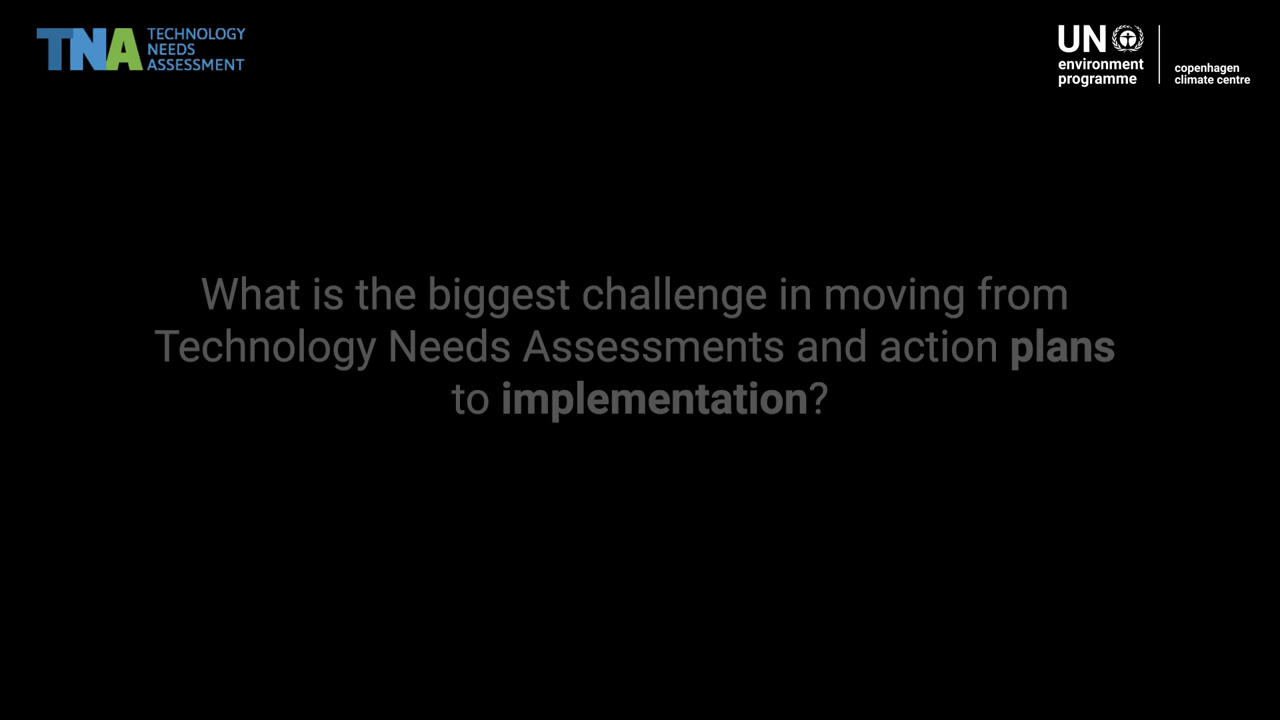 TNA
TECHNOLOGY
NEEDS
ASSESSMENT
UN
environment
programme
copenhagen
climate centre
What is the biggest challenge in moving from
Technology Needs Assessments and action plans
to implementation?